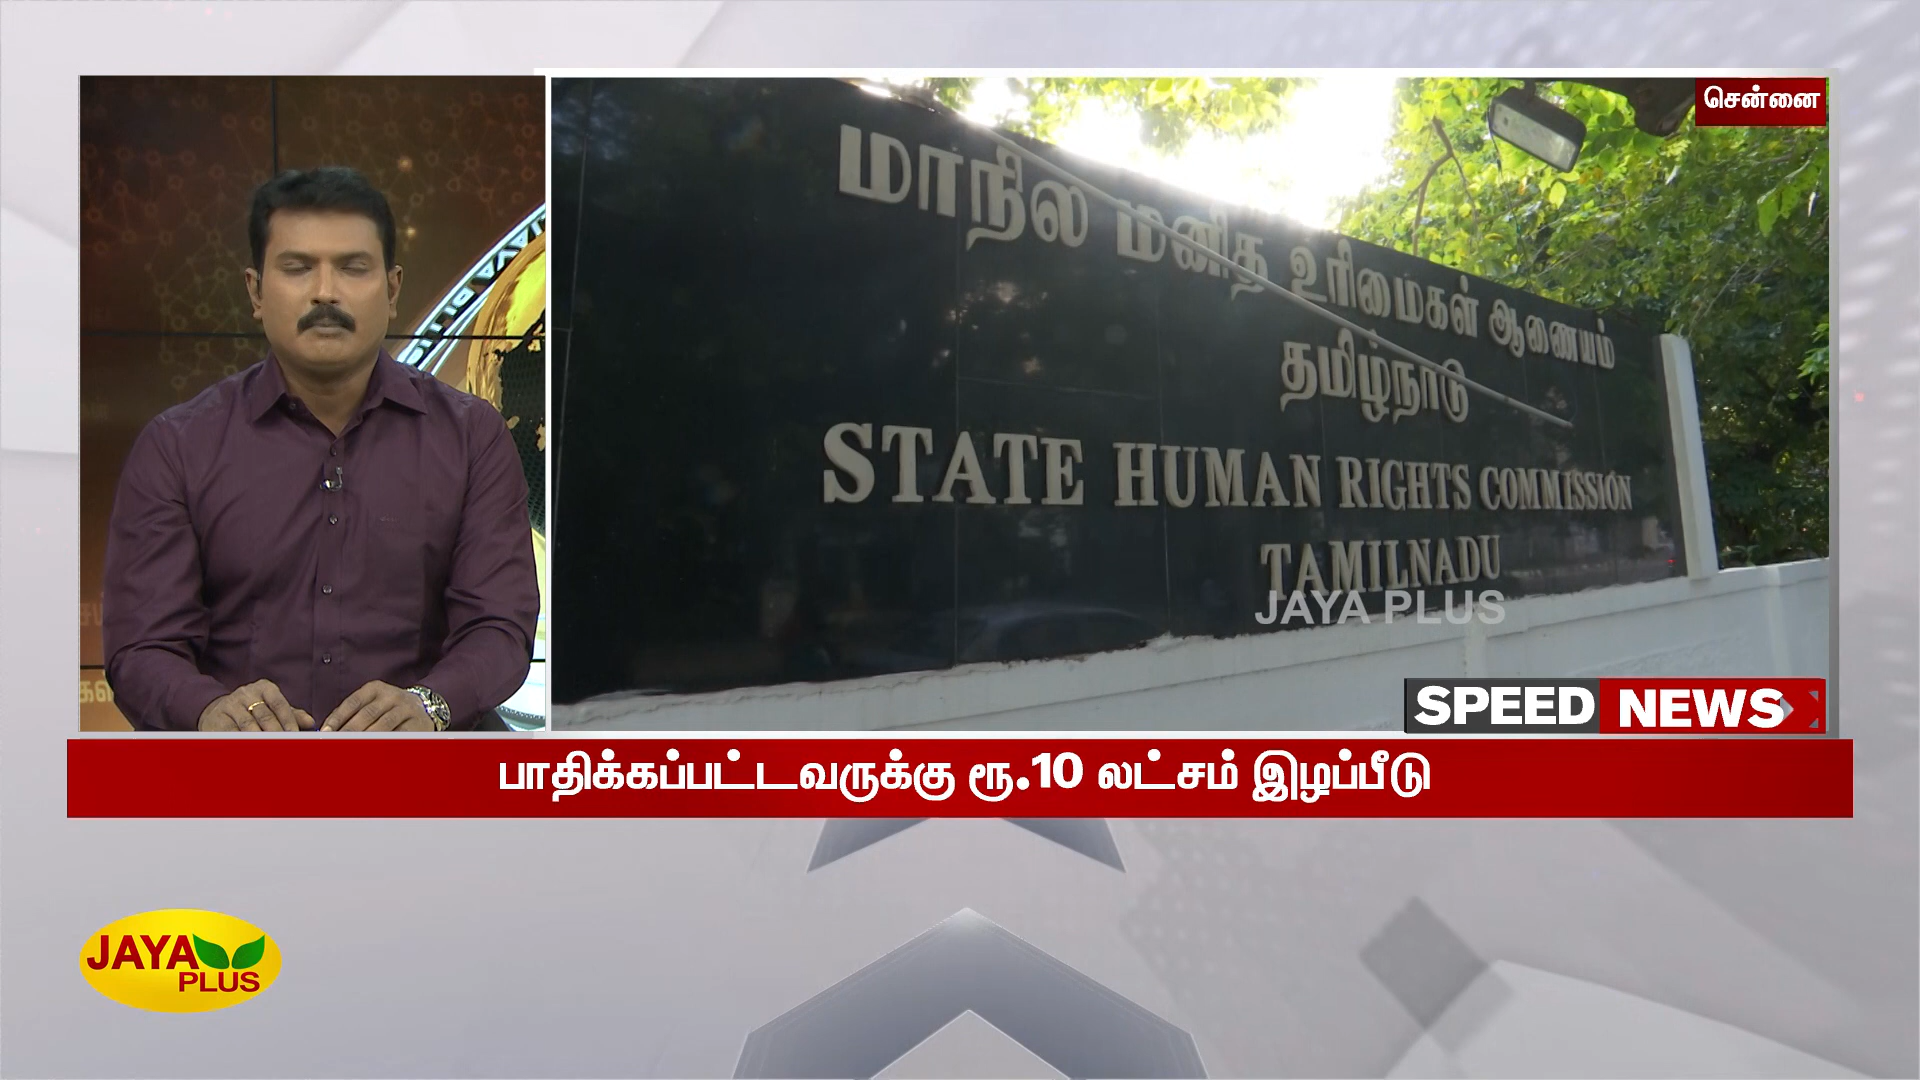 சென்னை
மாநில மனித உரிமைகள் ஆணையம்
தமிழ்நாடு
STATE HUMAN RIGHTS COMMISSION
TAMILNADU
JAYA PLUS
SPEED NEWS
பாதிக்கப்பட்டவருக்கு ரூ.10 லட்சம் இழப்பீடு
JAYA
PLUS